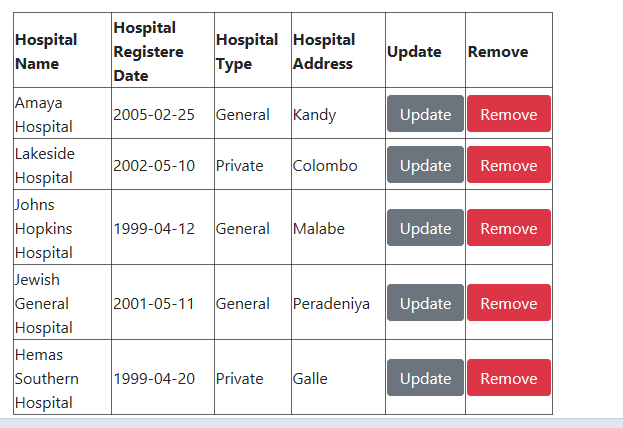 Hospital Name Hospital Registere Date Hospital Type Hospital Address Update Remove
Amaya Hospital 2005-02-25 General Kandy Update Remove
Lakeside Hospital 2002-05-10 Private Colombo Update Remove
Johns Hopkins Hospital 1999-04-12 General Malabe Update Remove
Jewish General Hospital 2001-05-11 General Peradeniya Update Remove
Hemas Southern Hospital 1999-04-20 Private Galle Update Remove